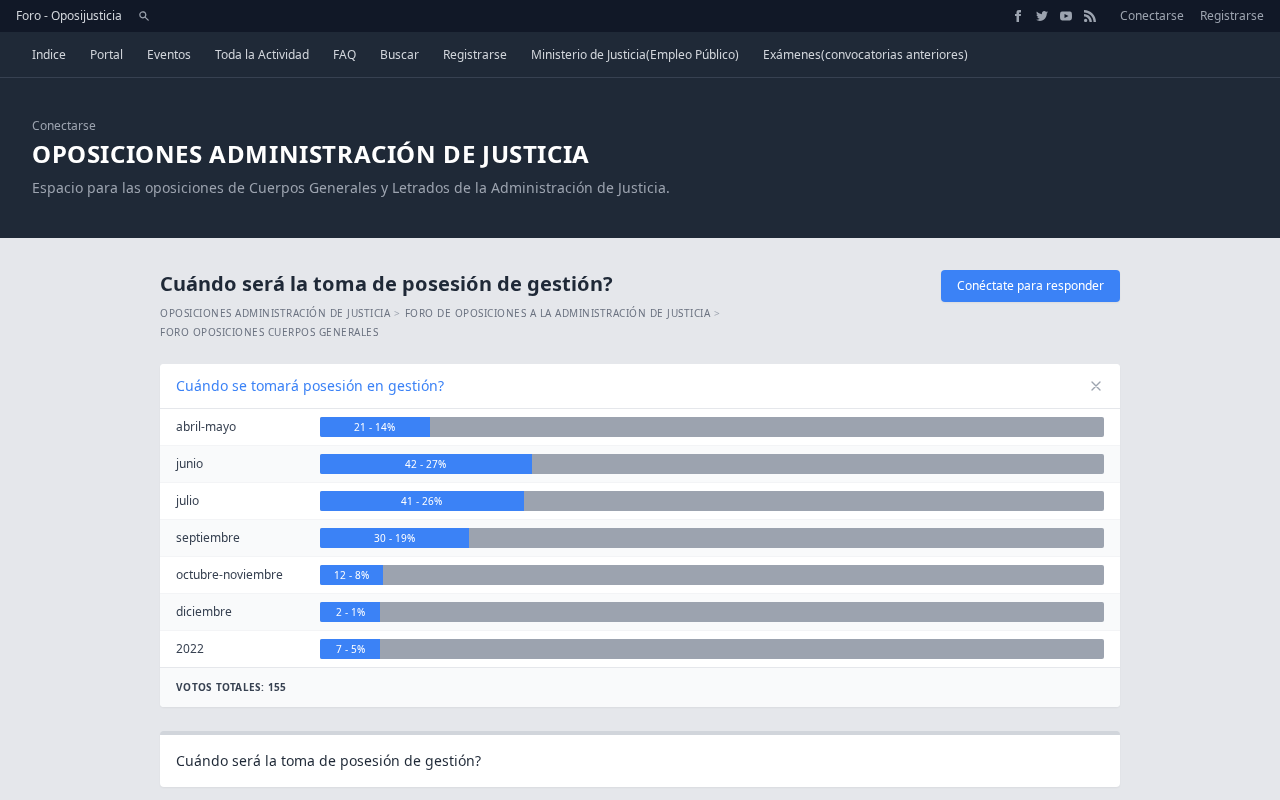 Foro - Oposijusticia
Conectarse
Registrarse
Indice
Portal
Eventos
Toda la Actividad
FAQ
Buscar
Registrarse
Ministerio de Justicia(Empleo Público)
Exámenes(convocatorias anteriores)
Conectarse
OPOSICIONES ADMINISTRACIÓN DE JUSTICIA
Espacio para las oposiciones de Cuerpos Generales y Letrados de la Administración de Justicia.
Cuándo será la toma de posesión de gestión?
Conéctate para responder
OPOSICIONES ADMINISTRACIÓN DE JUSTICIA > FORO DE OPOSICIONES A LA ADMINISTRACIÓN DE JUSTICIA >
FORO OPOSICIONES CUERPOS GENERALES
Cuándo se tomará posesión en gestión?
abril-mayo 21 - 14%
junio 42 - 27%
julio 41 - 26%
septiembre 30 - 19%
octubre-noviembre 12 - 8%
diciembre 2 - 1%
2022 7 - 5%
VOTOS TOTALES: 155
Cuándo será la toma de posesión de gestión?